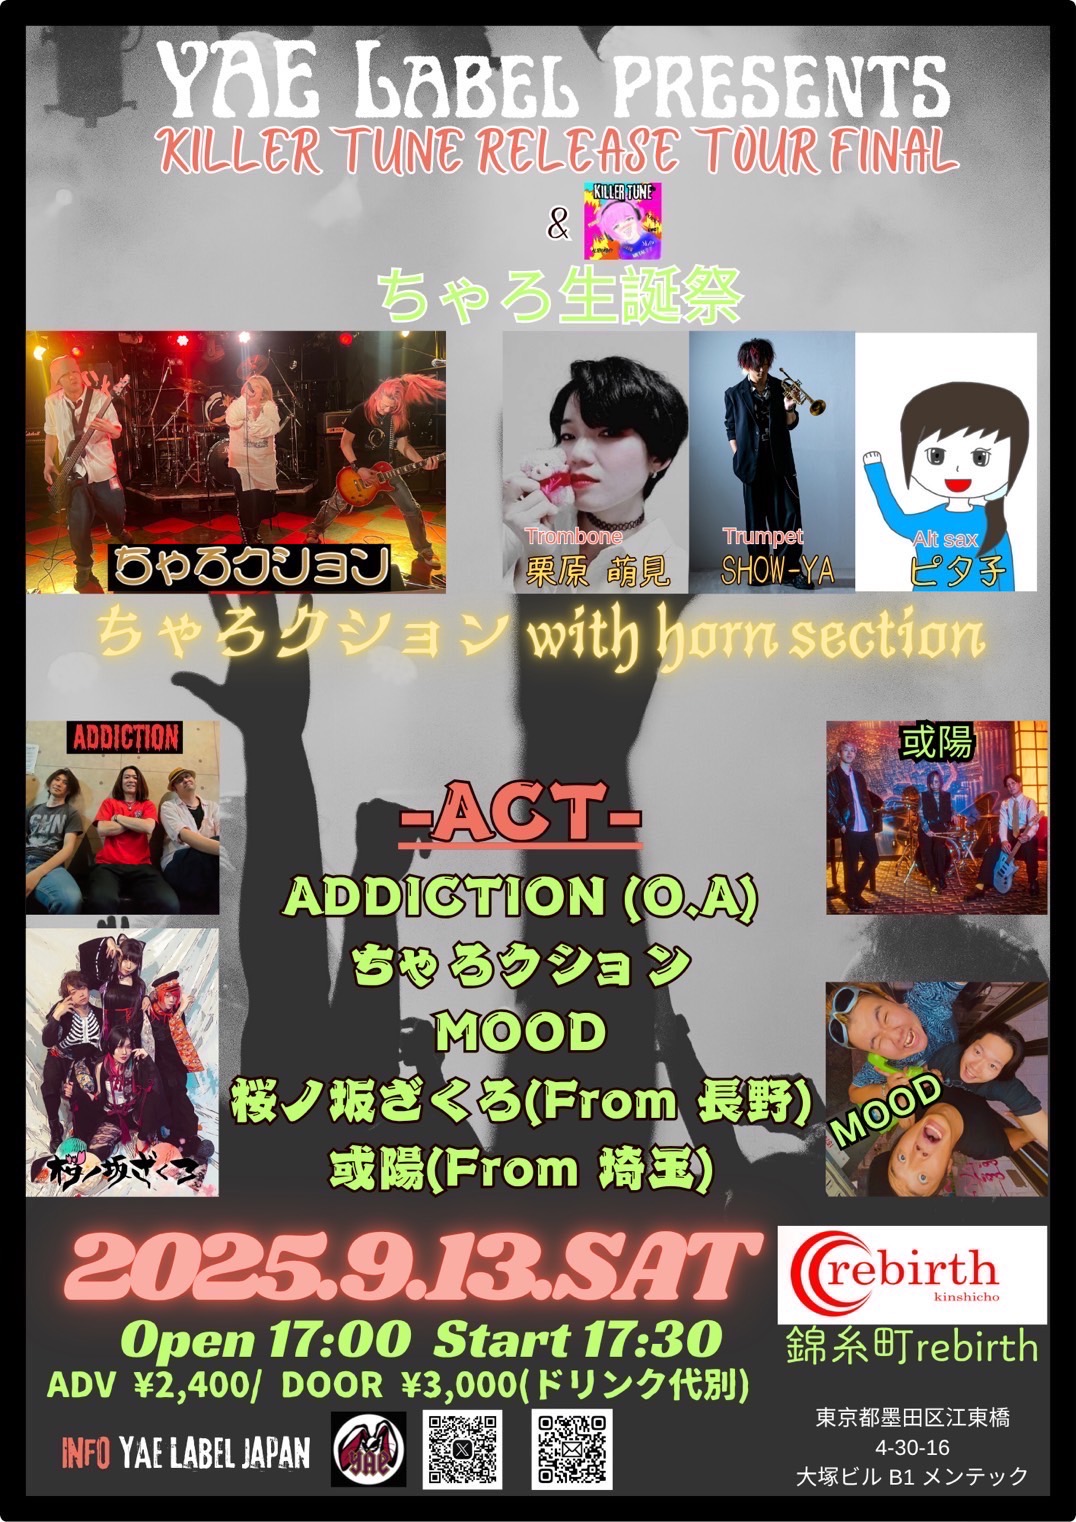 YAE LABEL PRESENTS
KILLER TUNE RELEASE TOUR FINAL
&
KILLER TUNE
ちゃろ生誕祭
ちゃろクション
Trombone
栗原 萌見
Trumpet
SHOW-YA
Alt sax
ピタ子
ちゃろクション with horn section
ADDICTION
或陽
-ACT-
ADDICTION (O.A)
ちゃろクション
MOOD
桜ノ坂ざくろ(From 長野)
或陽(From 埼玉)
桜ノ坂ざくろ
MOOD
2025.9.13.SAT
Open 17:00 Start 17:30
ADV ¥2,400/ DOOR ¥3,000(ドリンク代別)
rebirth
kinshicho
錦糸町rebirth
INFO YAE LABEL JAPAN
YAE
東京都墨田区江東橋
4-30-16
大塚ビル B1 メンテック